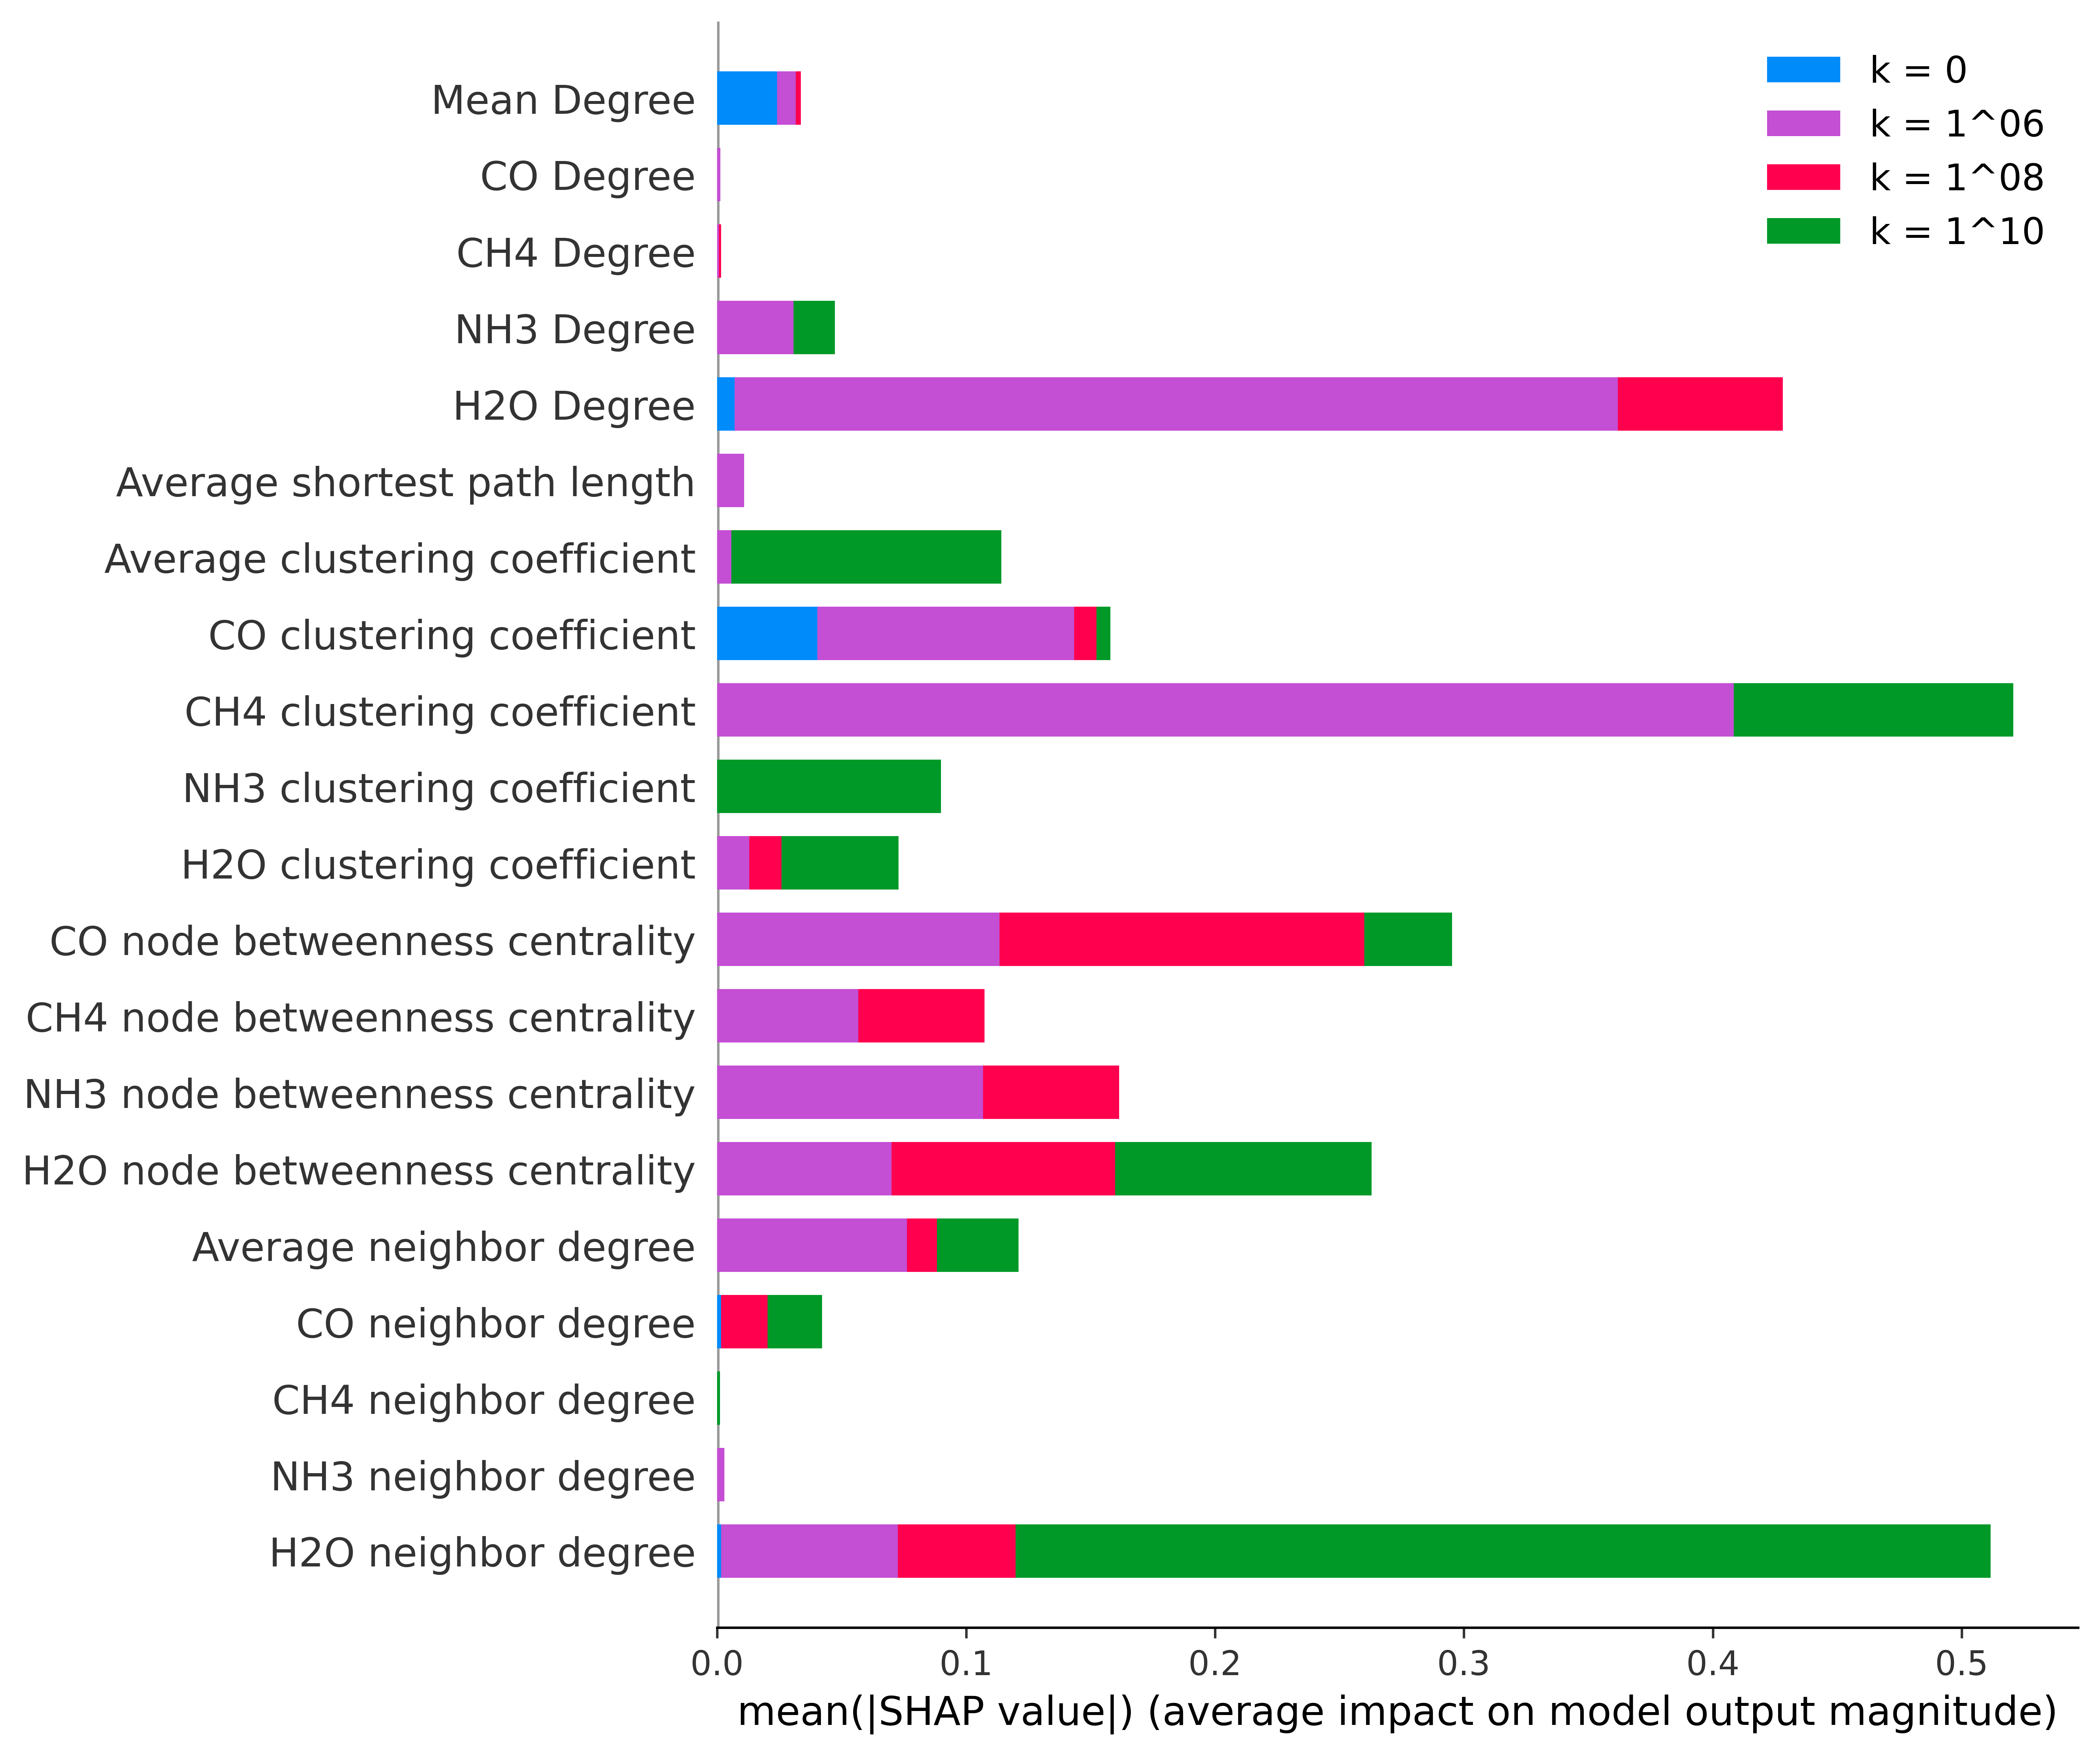 k = 0
k = 1^06
k = 1^08
k = 1^10
Mean Degree
CO Degree
CH4 Degree
NH3 Degree
H2O Degree
Average shortest path length
Average clustering coefficient
CO clustering coefficient
CH4 clustering coefficient
NH3 clustering coefficient
H2O clustering coefficient
CO node betweenness centrality
CH4 node betweenness centrality
NH3 node betweenness centrality
H2O node betweenness centrality
Average neighbor degree
CO neighbor degree
CH4 neighbor degree
NH3 neighbor degree
H2O neighbor degree
0.0 0.1 0.2 0.3 0.4 0.5
mean(|SHAP value|) (average impact on model output magnitude)